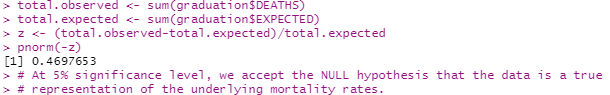 > total.observed <- sum(graduation$DEATHS)
> total.expected <- sum(graduation$EXPECTED)
> z <- (total.observed-total.expected)/total.expected
> pnorm(-z)
[1] 0.4697653
> # At 5% significance level, we accept the NULL hypothesis that the data is a true
> # representation of the underlying mortality rates.